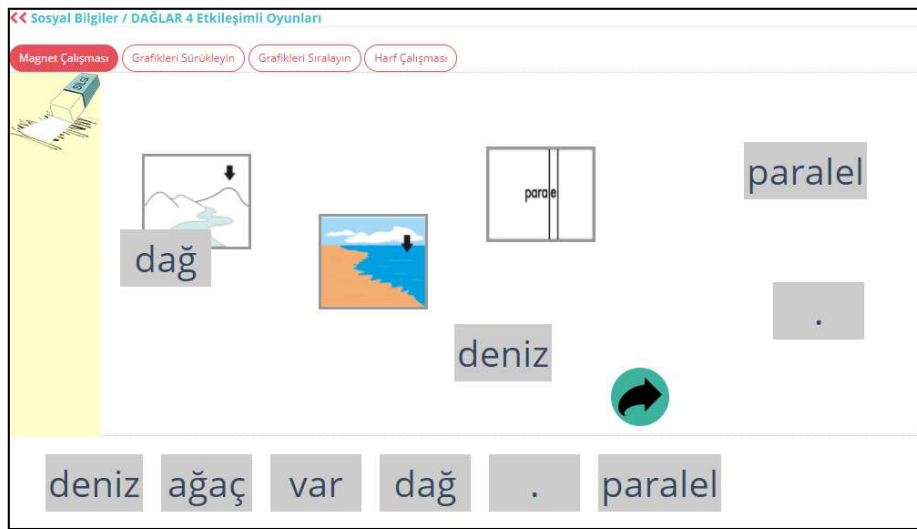 Sosyal Bilgiler / DAĞLAR 4 Etkileşimli Oyunları
Magnet Çalışması Grafikleri Sürükleyin Grafikleri Sıralayın Harf Çalışması
SİLGİ
paralel
paralel
dağ
.
deniz
deniz ağaç var dağ . paralel